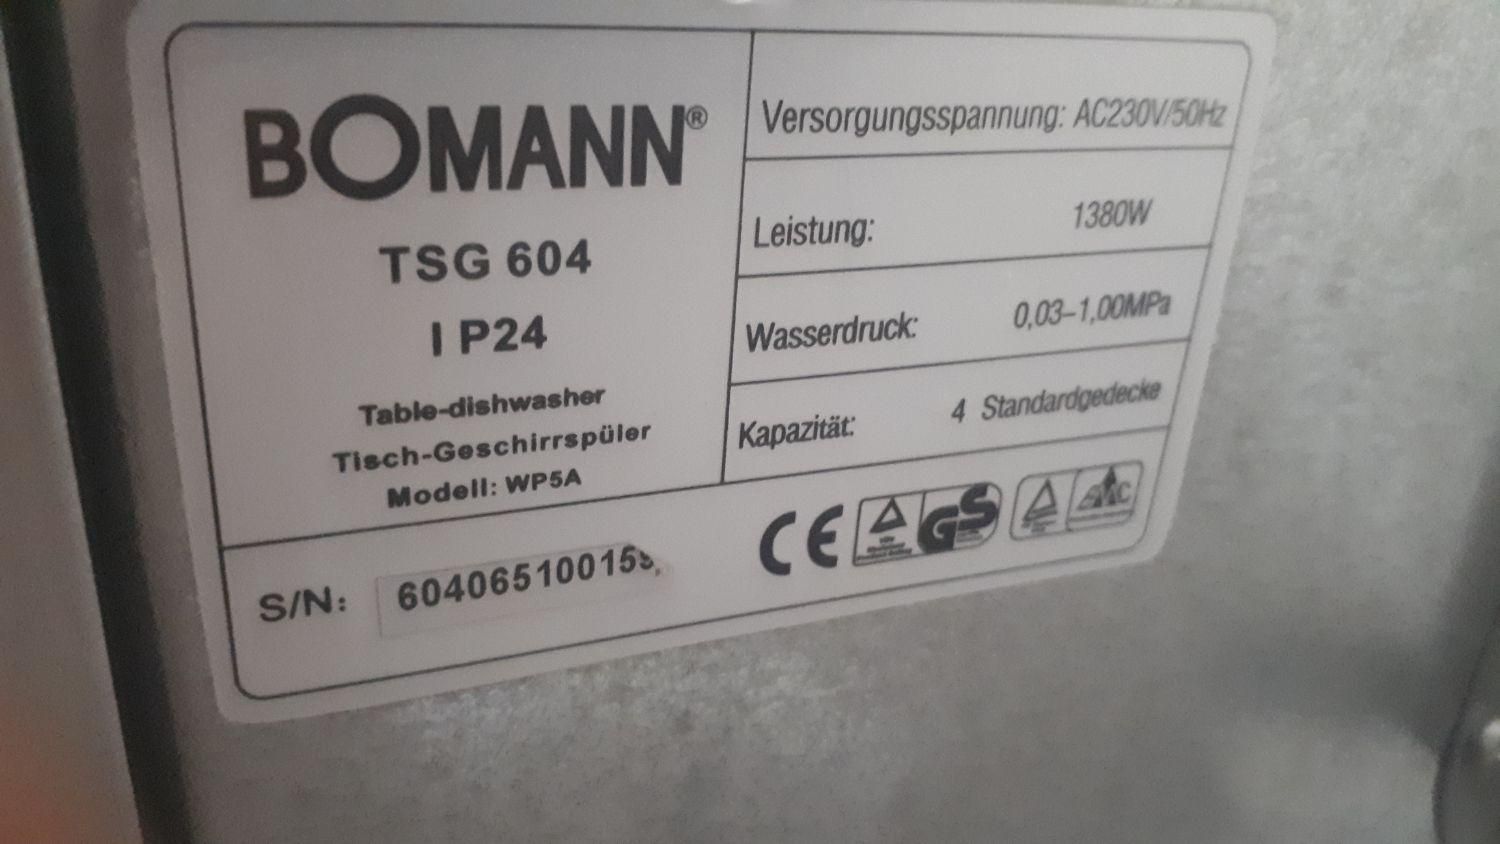 BOMANN®
TSG 604
I P24
Table-dishwasher
Tisch-Geschirrspüler
Modell: WP5A
Versorgungsspannung: AC230V/50Hz
Leistung: 1380W
Wasserdruck: 0,03–1,00MPa
Kapazität: 4 Standardgedecke
S/N:
CE
GS